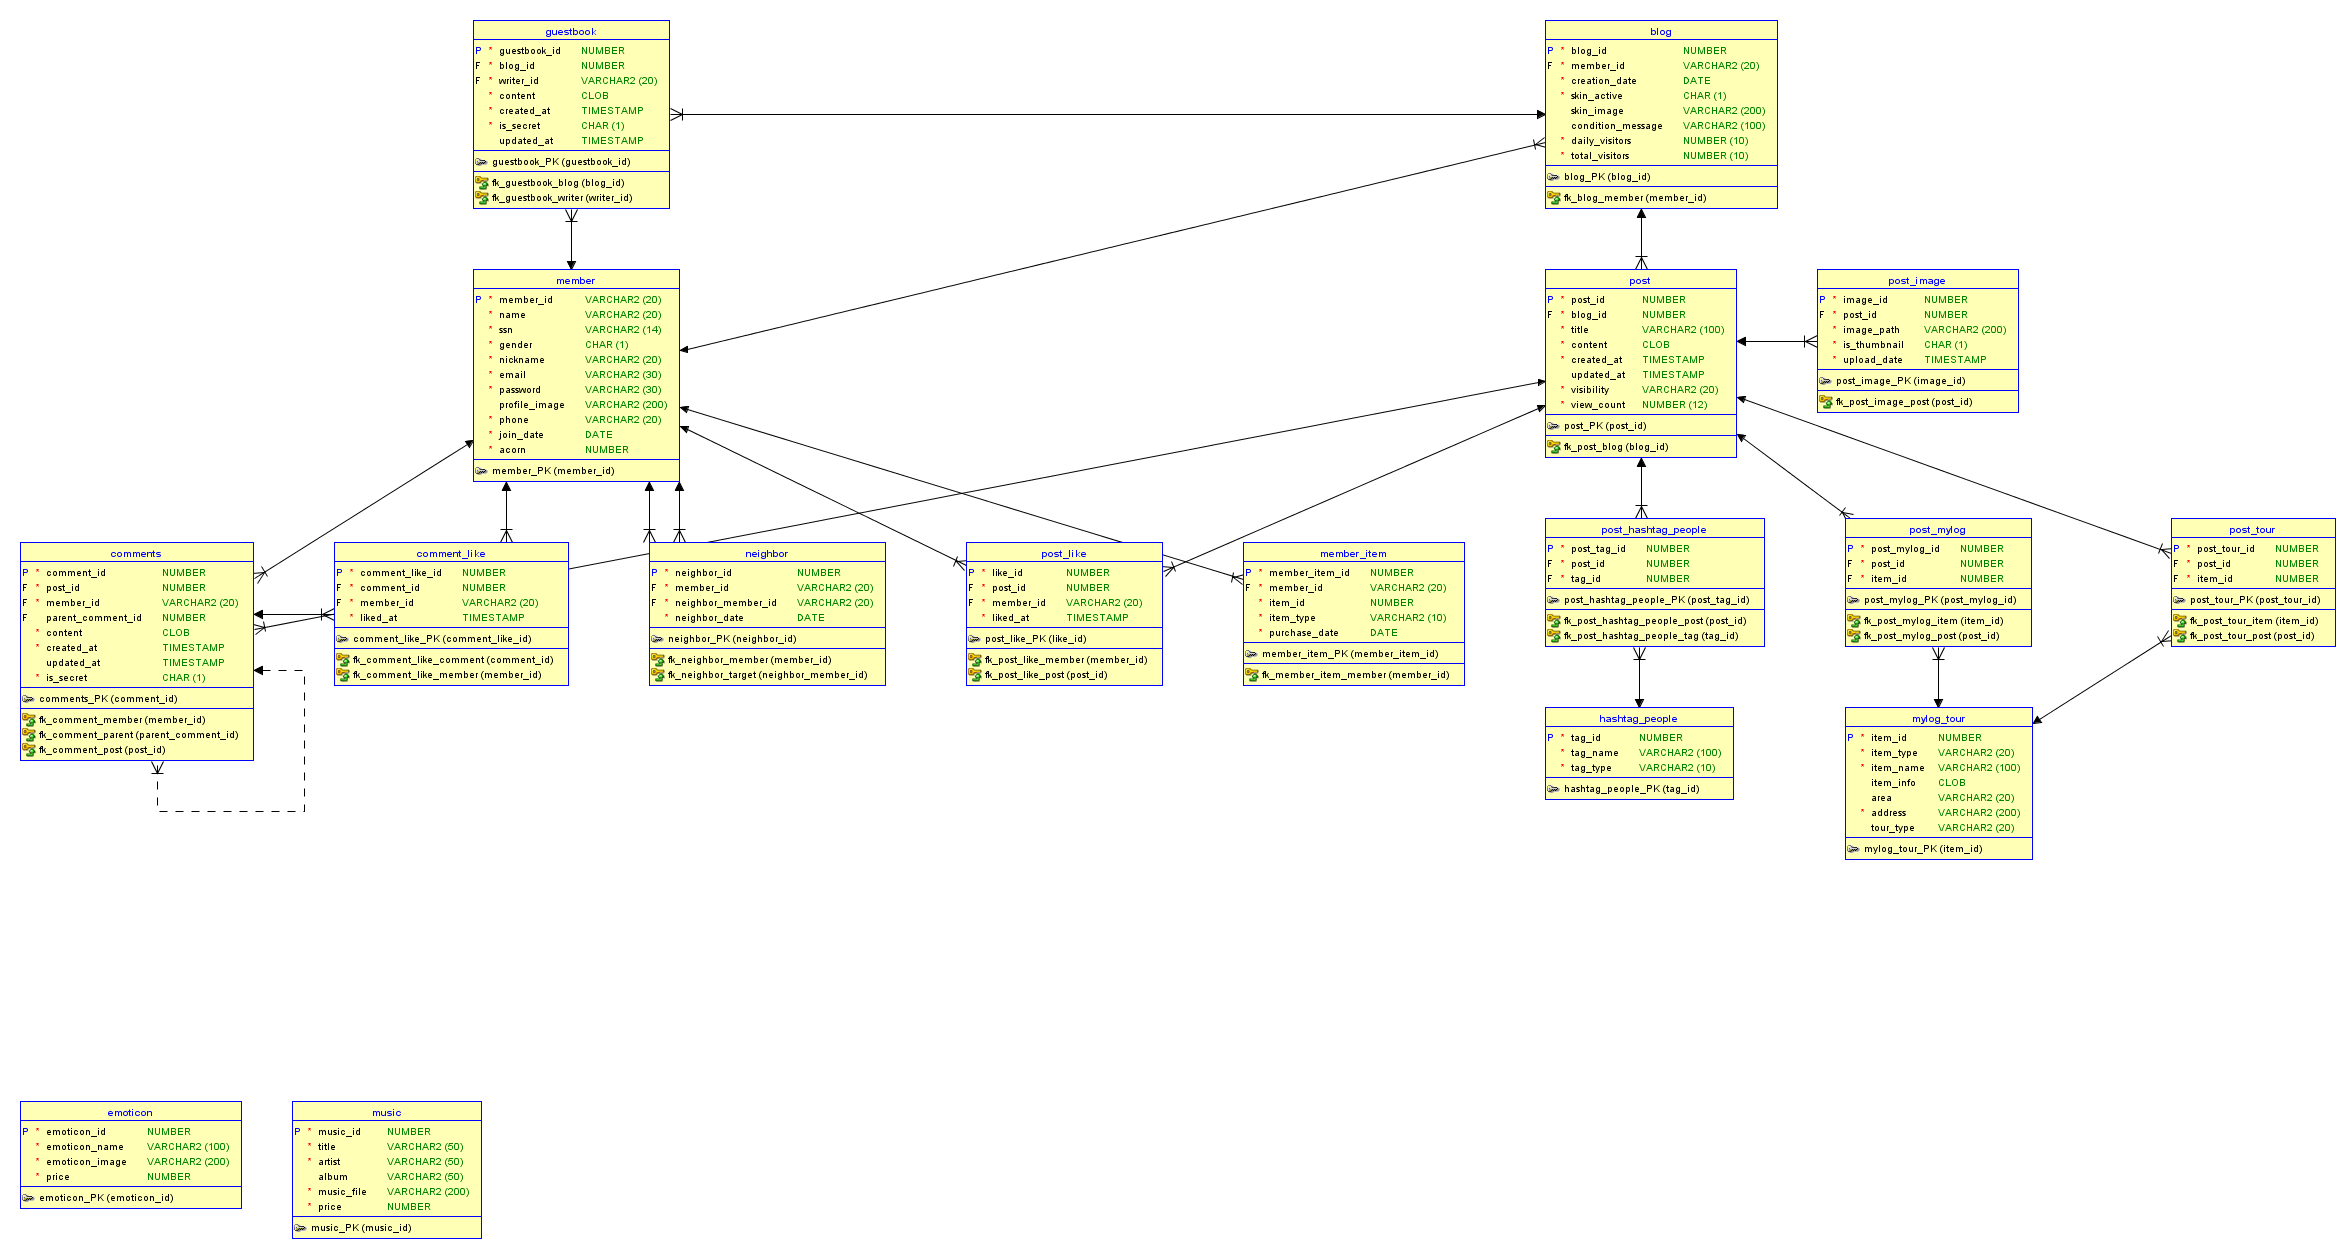 guestbook
P * guestbook_id NUMBER
F * blog_id NUMBER
F * writer_id VARCHAR2 (20)
* content CLOB
* created_at TIMESTAMP
* is_secret CHAR (1)
updated_at TIMESTAMP
guestbook_PK (guestbook_id)
fk_guestbook_blog (blog_id)
fk_guestbook_writer (writer_id)
blog
P * blog_id NUMBER
F * member_id VARCHAR2 (20)
* creation_date DATE
* skin_active CHAR (1)
skin_image VARCHAR2 (200)
condition_message VARCHAR2 (100)
* daily_visitors NUMBER (10)
* total_visitors NUMBER (10)
blog_PK (blog_id)
fk_blog_member (member_id)
member
P * member_id VARCHAR2 (20)
* name VARCHAR2 (20)
* ssn VARCHAR2 (14)
* gender CHAR (1)
* nickname VARCHAR2 (20)
* email VARCHAR2 (30)
* password VARCHAR2 (30)
profile_image VARCHAR2 (200)
* phone VARCHAR2 (20)
* join_date DATE
* acorn NUMBER
member_PK (member_id)
post
P * post_id NUMBER
F * blog_id NUMBER
* title VARCHAR2 (100)
* content CLOB
* created_at TIMESTAMP
updated_at TIMESTAMP
* visibility VARCHAR2 (20)
* view_count NUMBER (12)
post_PK (post_id)
fk_post_blog (blog_id)
post_image
P * image_id NUMBER
F * post_id NUMBER
* image_path VARCHAR2 (200)
* is_thumbnail CHAR (1)
* upload_date TIMESTAMP
post_image_PK (image_id)
fk_post_image_post (post_id)
comments
P * comment_id NUMBER
F * post_id NUMBER
F * member_id VARCHAR2 (20)
F parent_comment_id NUMBER
* content CLOB
* created_at TIMESTAMP
updated_at TIMESTAMP
* is_secret CHAR (1)
comments_PK (comment_id)
fk_comment_member (member_id)
fk_comment_parent (parent_comment_id)
fk_comment_post (post_id)
comment_like
P * comment_like_id NUMBER
F * comment_id NUMBER
F * member_id VARCHAR2 (20)
* liked_at TIMESTAMP
comment_like_PK (comment_like_id)
fk_comment_like_comment (comment_id)
fk_comment_like_member (member_id)
neighbor
P * neighbor_id NUMBER
F * member_id VARCHAR2 (20)
F * neighbor_member_id VARCHAR2 (20)
* neighbor_date DATE
neighbor_PK (neighbor_id)
fk_neighbor_member (member_id)
fk_neighbor_target (neighbor_member_id)
post_like
P * like_id NUMBER
F * post_id NUMBER
F * member_id VARCHAR2 (20)
* liked_at TIMESTAMP
post_like_PK (like_id)
fk_post_like_member (member_id)
fk_post_like_post (post_id)
member_item
P * member_item_id NUMBER
F * member_id VARCHAR2 (20)
* item_id NUMBER
* item_type VARCHAR2 (10)
* purchase_date DATE
member_item_PK (member_item_id)
fk_member_item_member (member_id)
post_hashtag_people
P * post_tag_id NUMBER
F * post_id NUMBER
F * tag_id NUMBER
post_hashtag_people_PK (post_tag_id)
fk_post_hashtag_people_post (post_id)
fk_post_hashtag_people_tag (tag_id)
post_mylog
P * post_mylog_id NUMBER
F * post_id NUMBER
F * item_id NUMBER
post_mylog_PK (post_mylog_id)
fk_post_mylog_item (item_id)
fk_post_mylog_post (post_id)
post_tour
P * post_tour_id NUMBER
F * post_id NUMBER
F * item_id NUMBER
post_tour_PK (post_tour_id)
fk_post_tour_item (item_id)
fk_post_tour_post (post_id)
hashtag_people
P * tag_id NUMBER
* tag_name VARCHAR2 (100)
* tag_type VARCHAR2 (10)
hashtag_people_PK (tag_id)
mylog_tour
P * item_id NUMBER
* item_type VARCHAR2 (20)
* item_name VARCHAR2 (100)
item_info CLOB
area VARCHAR2 (20)
* address VARCHAR2 (200)
tour_type VARCHAR2 (20)
mylog_tour_PK (item_id)
emoticon
P * emoticon_id NUMBER
* emoticon_name VARCHAR2 (100)
* emoticon_image VARCHAR2 (200)
* price NUMBER
emoticon_PK (emoticon_id)
music
P * music_id NUMBER
* title VARCHAR2 (50)
* artist VARCHAR2 (50)
album VARCHAR2 (50)
* music_file VARCHAR2 (200)
* price NUMBER
music_PK (music_id)